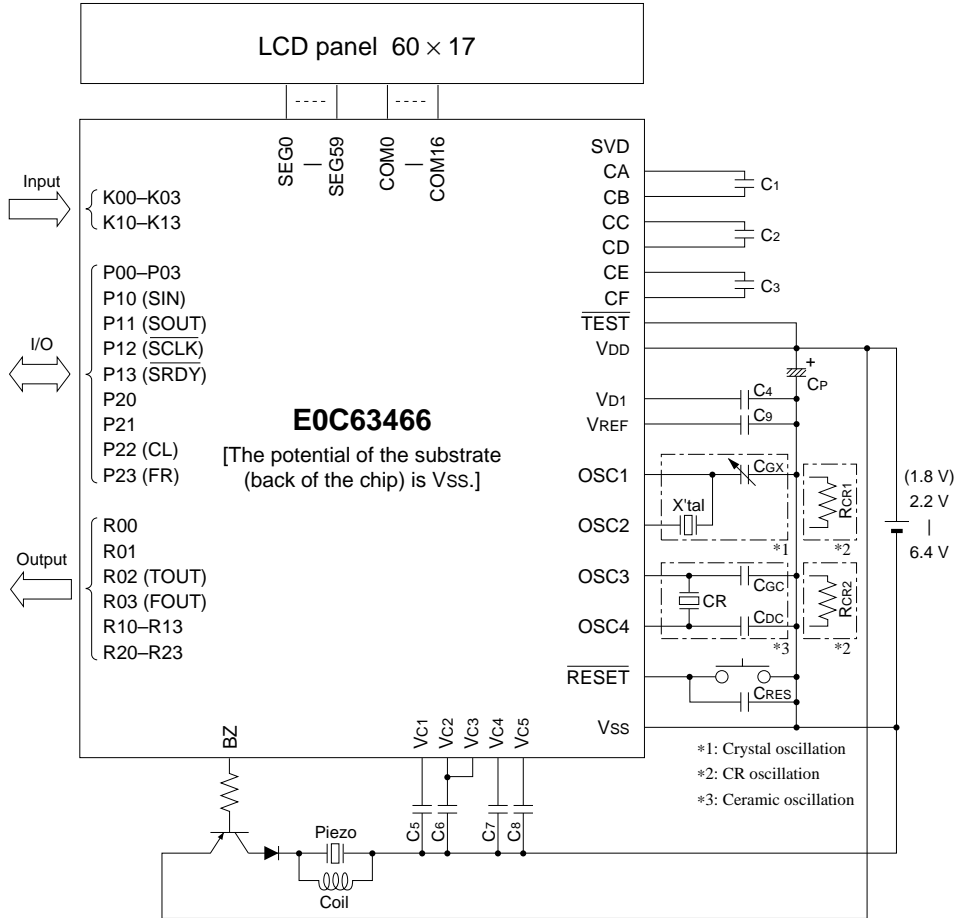 LCD panel 60 × 17
SEG0
SEG59
COM0
COM16
Input
K00–K03
K10–K13
I/O
P00–P03
P10 (SIN)
P11 (SOUT)
P12 (SCLK)
P13 (SRDY)
P20
P21
P22 (CL)
P23 (FR)
Output
R00
R01
R02 (TOUT)
R03 (FOUT)
R10–R13
R20–R23
E0C63466
[The potential of the substrate
(back of the chip) is VSS.]
SVD
CA
CB
CC
CD
CE
CF
TEST
VDD
VD1
VREF
OSC1
OSC2
OSC3
OSC4
RESET
VSS
C1
C2
C3
+
CP
C4
C9
CGX
X'tal
*1
RCR1
*2
CGC
CR
CDC
*3
RCR2
*2
CRES
(1.8 V)
2.2 V
|
6.4 V
*1: Crystal oscillation
*2: CR oscillation
*3: Ceramic oscillation
BZ
VC1
VC2
VC3
VC4
VC5
C5
C6
C7
C8
Piezo
Coil